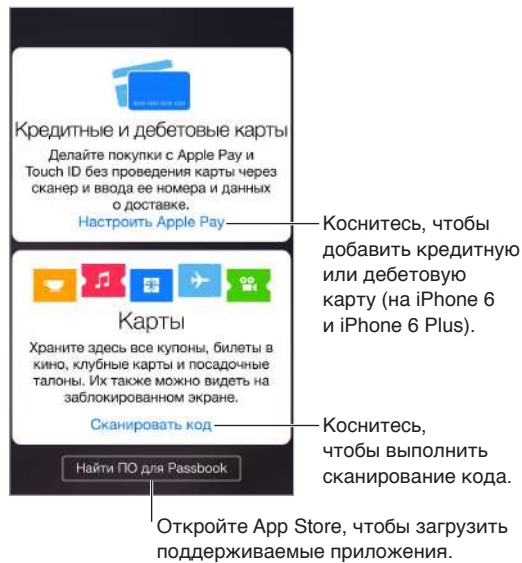 Кредитные и дебетовые карты
Делайте покупки с Apple Pay и
Touch ID без проведения карты через
сканер и ввода ее номера и данных
о доставке.
Настроить Apple Pay
Коснитесь, чтобы
добавить кредитную
или дебетовую
карту (на iPhone 6
и iPhone 6 Plus).
Карты
Храните здесь все купоны, билеты в
кино, клубные карты и посадочные
талоны. Их также можно видеть на
заблокированном экране.
Сканировать код
Коснитесь,
чтобы выполнить
сканирование кода.
Найти ПО для Passbook
Откройте App Store, чтобы загрузить
поддерживаемые приложения.